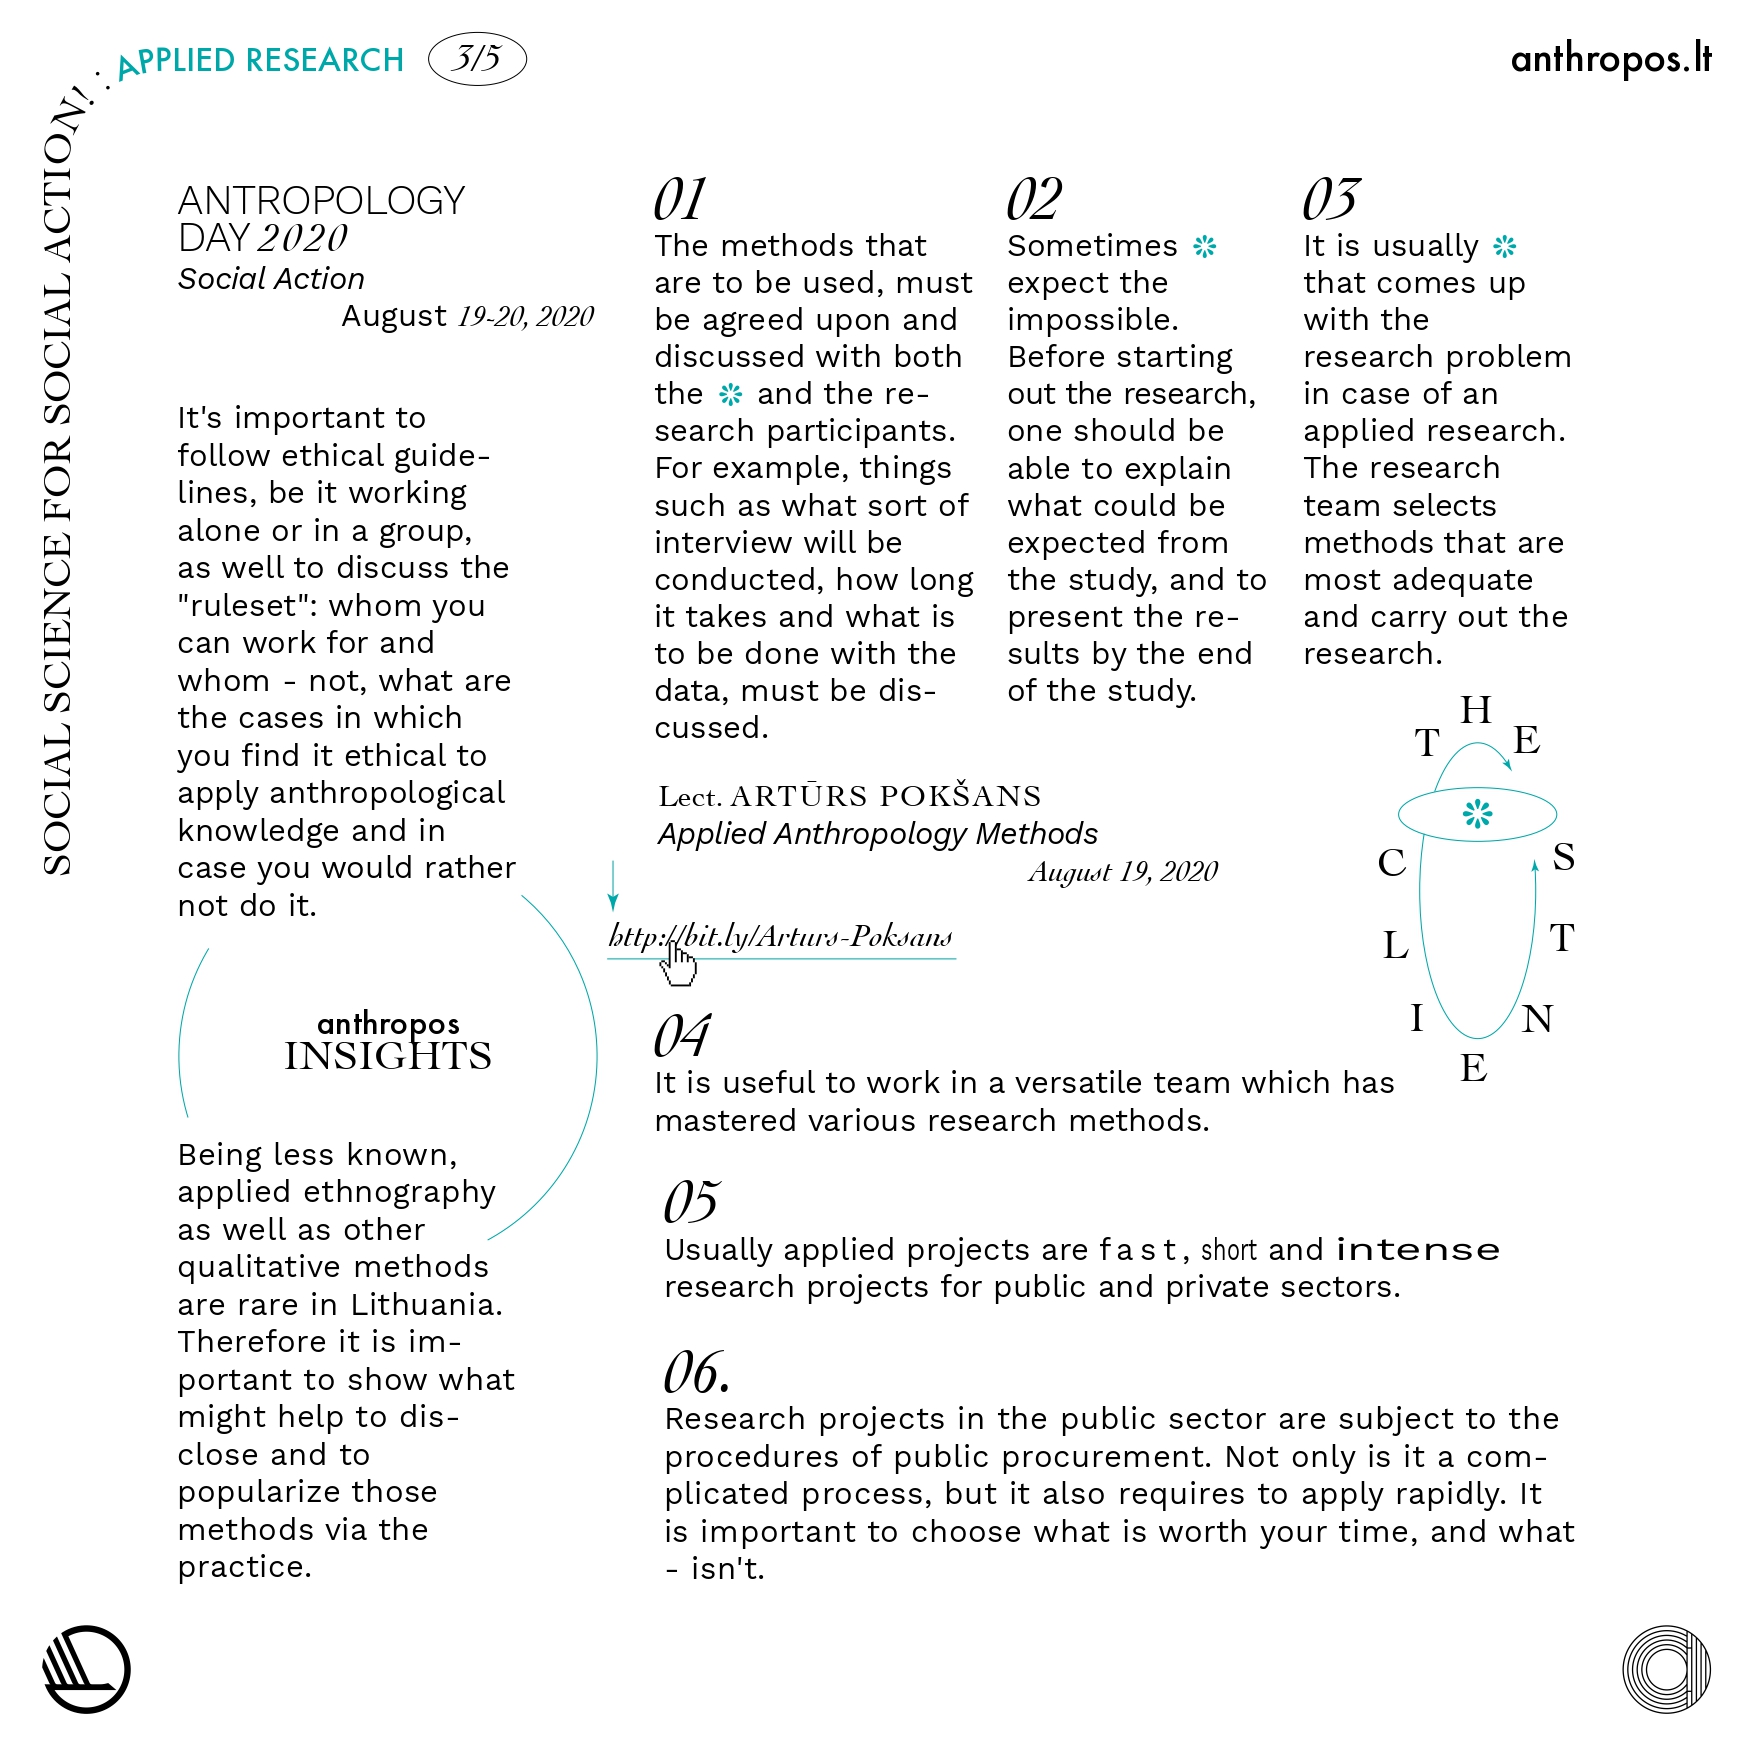 SOCIAL SCIENCE FOR SOCIAL ACTION! : APPLIED RESEARCH 3/5
anthropos.lt
ANTROPOLOGY
DAY 2020
Social Action
August 19-20, 2020
It's important to
follow ethical guide-
lines, be it working
alone or in a group,
as well to discuss the
"ruleset": whom you
can work for and
whom - not, what are
the cases in which
you find it ethical to
apply anthropological
knowledge and in
case you would rather
not do it.
anthropos
INSIGHTS
Being less known,
applied ethnography
as well as other
qualitative methods
are rare in Lithuania.
Therefore it is im-
portant to show what
might help to dis-
close and to
popularize those
methods via the
practice.
01
The methods that
are to be used, must
be agreed upon and
discussed with both
the ❊ and the re-
search participants.
For example, things
such as what sort of
interview will be
conducted, how long
it takes and what is
to be done with the
data, must be dis-
cussed.
02
Sometimes ❊
expect the
impossible.
Before starting
out the research,
one should be
able to explain
what could be
expected from
the study, and to
present the re-
sults by the end
of the study.
03
It is usually ❊
that comes up
with the
research problem
in case of an
applied research.
The research
team selects
methods that are
most adequate
and carry out the
research.
THE ❊ CLIENTS
Lect. ARTŪRS POKŠANS
Applied Anthropology Methods
August 19, 2020
http://bit.ly/Arturs-Poksans
04
It is useful to work in a versatile team which has
mastered various research methods.
05
Usually applied projects are fast, short and intense
research projects for public and private sectors.
06.
Research projects in the public sector are subject to the
procedures of public procurement. Not only is it a com-
plicated process, but it also requires to apply rapidly. It
is important to choose what is worth your time, and what
- isn't.